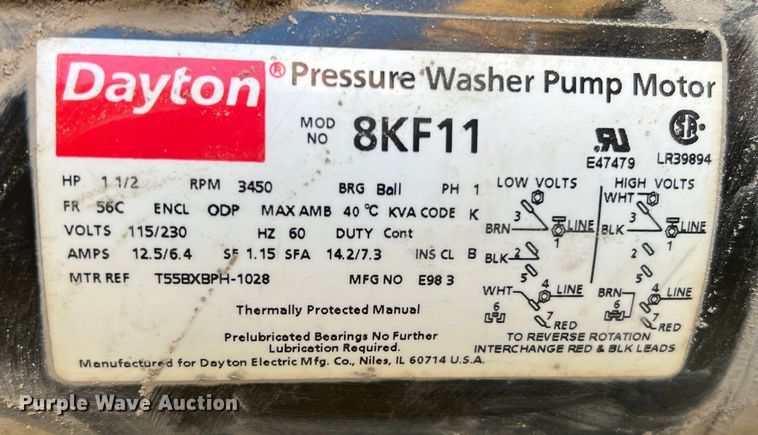 Dayton® Pressure Washer Pump Motor
MOD NO 8KF11
E47479 LR39894
HP 1 1/2 RPM 3450 BRG Ball PH 1
FR 56C ENCL ODP MAX AMB 40 °C KVA CODE K
VOLTS 115/230 HZ 60 DUTY Cont
AMPS 12.5/6.4 SF 1.15 SFA 14.2/7.3 INS CL B
MTR REF T55BXBPH-1028 MFG NO E98 3
Thermally Protected Manual
Prelubricated Bearings No Further
Lubrication Required.
Manufactured for Dayton Electric Mfg. Co., Niles, IL 60714 U.S.A.
LOW VOLTS
3
BRN LINE
1
BLK 2
5
WHT 4 LINE
6
7 RED
HIGH VOLTS
WHT
3 LINE
BLK 1
2
5
BRN 4 LINE
6
7 RED
TO REVERSE ROTATION
INTERCHANGE RED & BLK LEADS
Purple Wave Auction